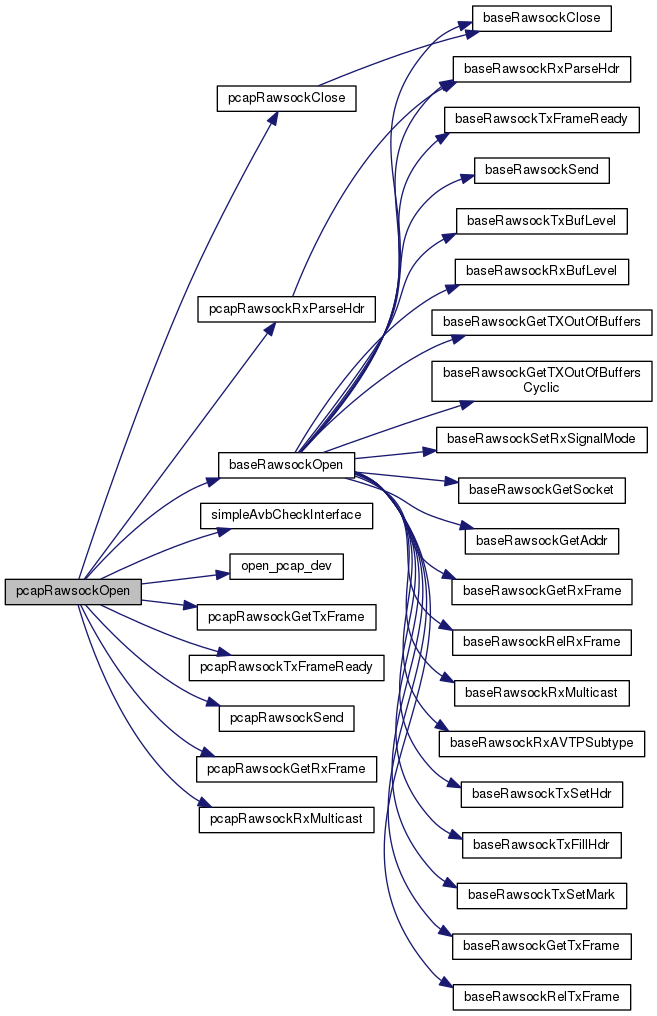 baseRawsockClose
baseRawsockRxParseHdr
pcapRawsockClose
baseRawsockTxFrameReady
baseRawsockSend
baseRawsockTxBufLevel
baseRawsockRxBufLevel
pcapRawsockRxParseHdr
baseRawsockGetTXOutOfBuffers
baseRawsockGetTXOutOfBuffers
Cyclic
baseRawsockSetRxSignalMode
baseRawsockOpen
baseRawsockGetSocket
simpleAvbCheckInterface
baseRawsockGetAddr
open_pcap_dev
pcapRawsockOpen
baseRawsockGetRxFrame
pcapRawsockGetTxFrame
baseRawsockRelRxFrame
pcapRawsockTxFrameReady
baseRawsockRxMulticast
pcapRawsockSend
baseRawsockRxAVTPSubtype
pcapRawsockGetRxFrame
baseRawsockTxSetHdr
pcapRawsockRxMulticast
baseRawsockTxFillHdr
baseRawsockTxSetMark
baseRawsockGetTxFrame
baseRawsockRelTxFrame